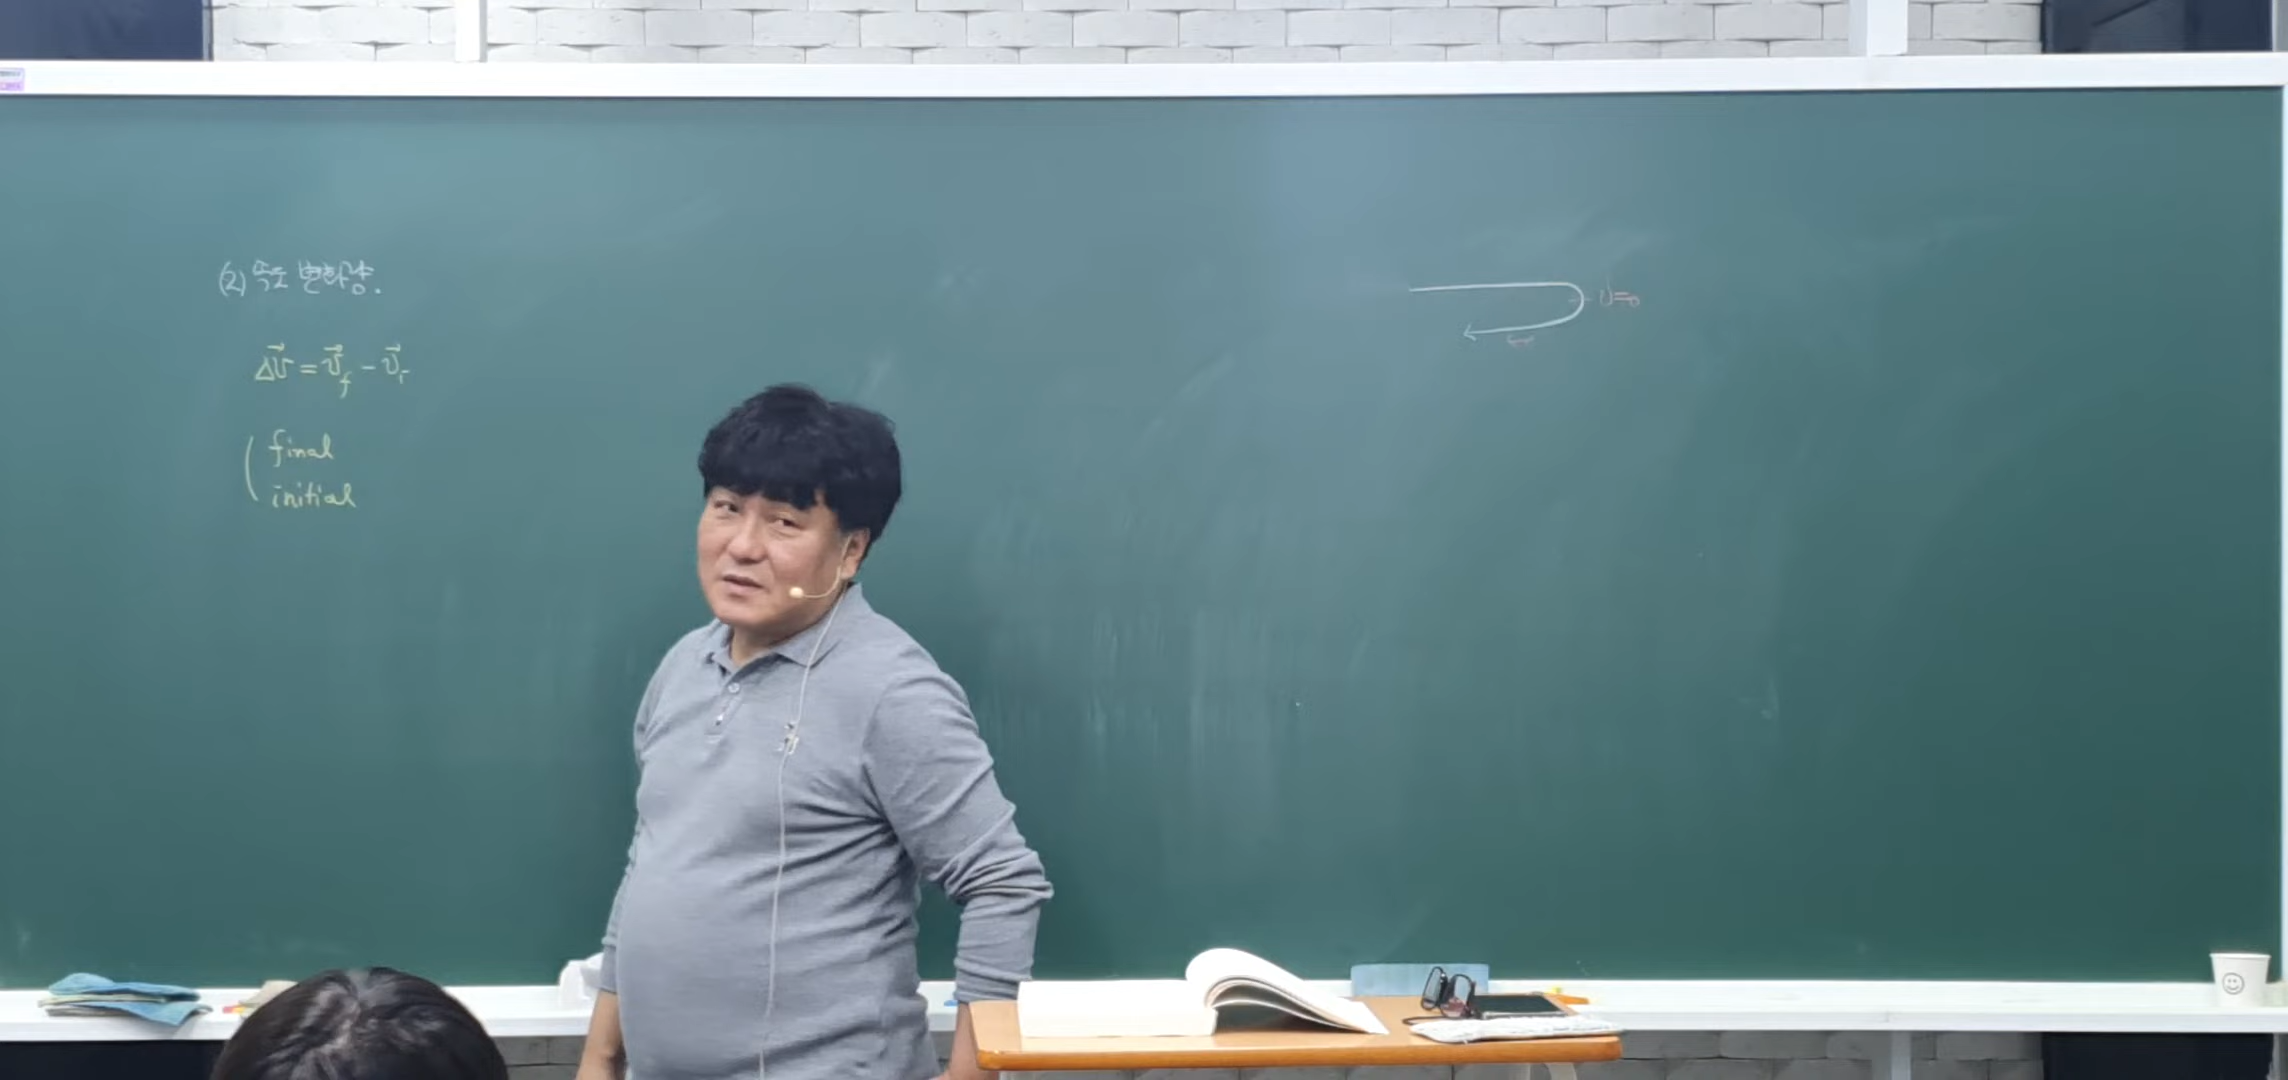 (2) 속도 변화량.
Δv⃗ = v⃗f − v⃗i
final
initial
v=0